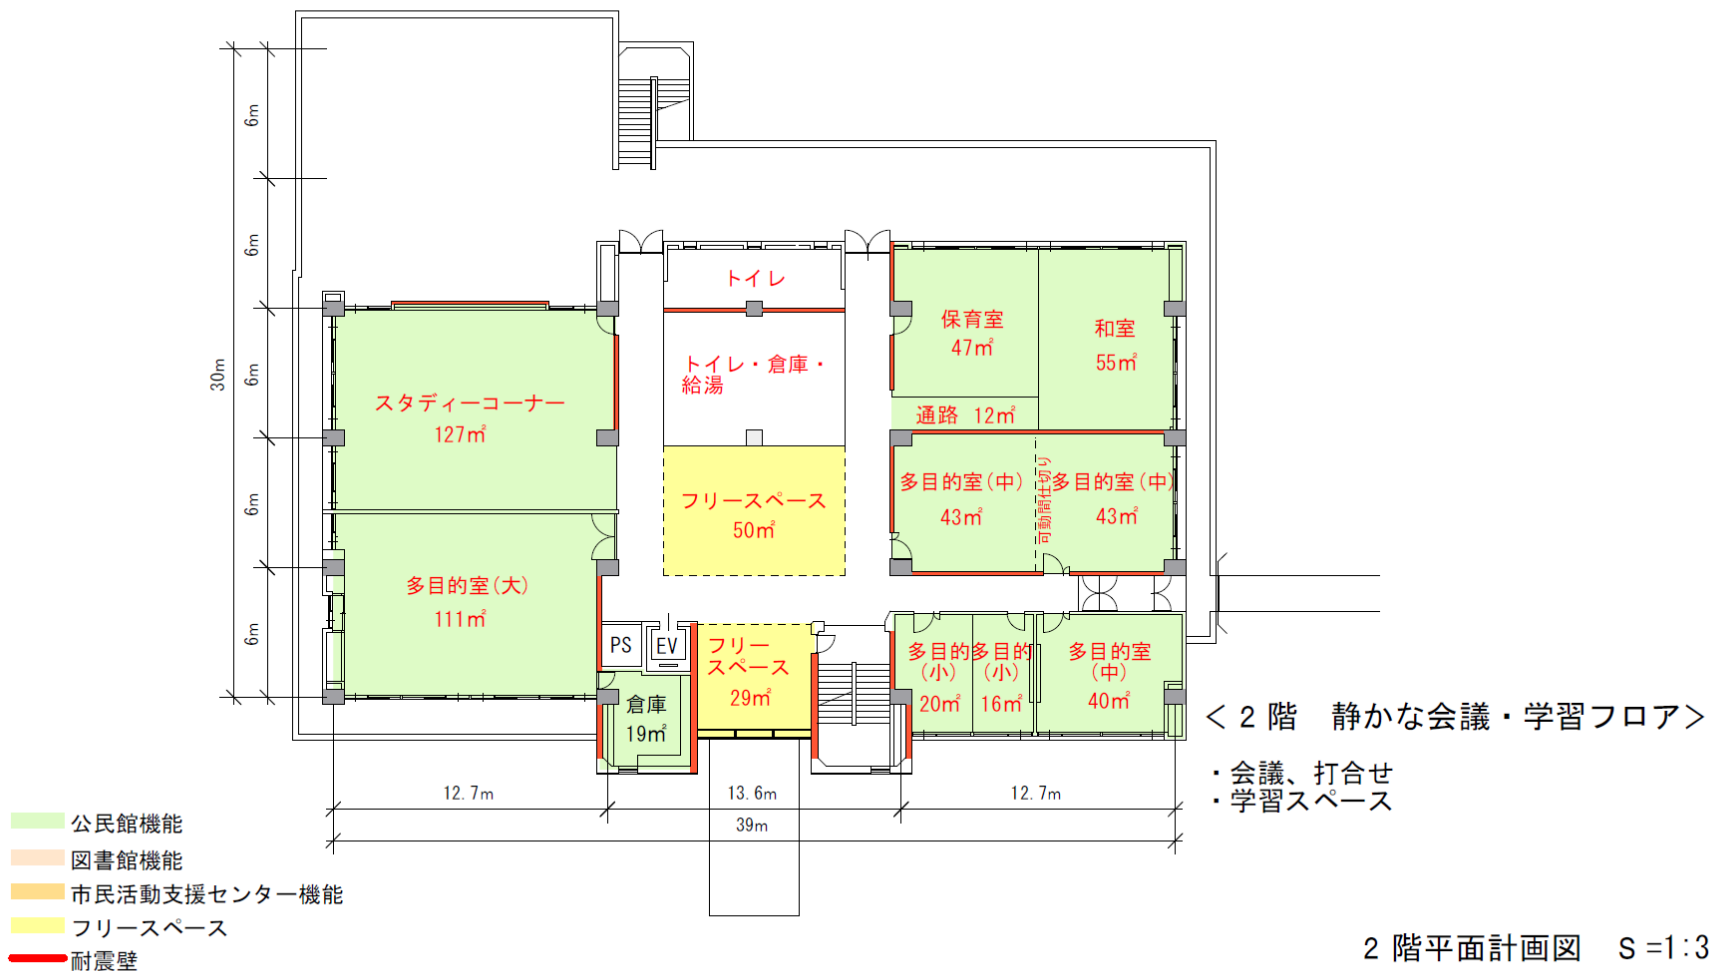 6m
6m
トイレ
保育室
47㎡
和室
55㎡
30m
6m
トイレ・倉庫・
給湯
スタディーコーナー
127㎡
通路 12㎡
6m
フリースペース
50㎡
多目的室(中)
43㎡
可動間仕切り
多目的室(中)
43㎡
多目的室(大)
111㎡
6m
PS
EV
フリー
スペース
29㎡
倉庫
19㎡
多目的
(小)
20㎡
多目的
(小)
16㎡
多目的室
(中)
40㎡
<2階 静かな会議・学習フロア>
・会議、打合せ
・学習スペース
12.7m
13.6m
12.7m
39m
公民館機能
図書館機能
市民活動支援センター機能
フリースペース
耐震壁
2階平面計画図 S=1:3